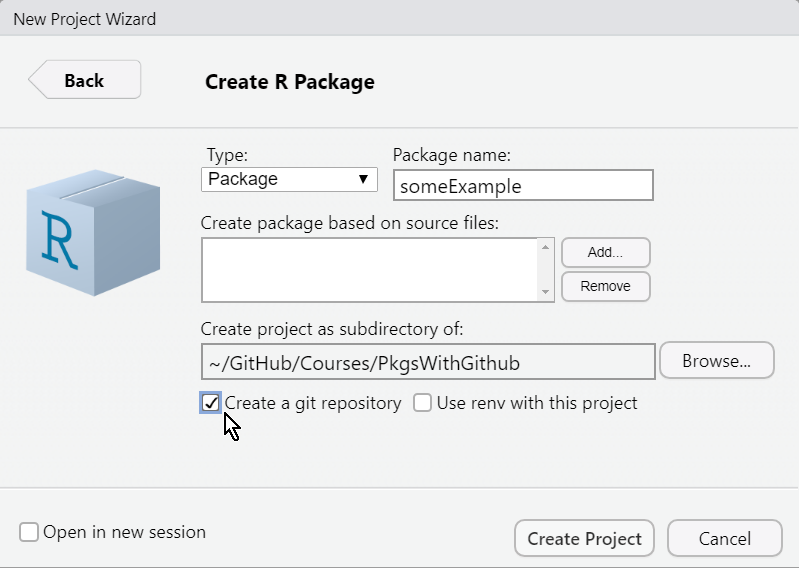 New Project Wizard
Back
Create R Package
Type:
Package name:
Package
someExample
R
Create package based on source files:
Add...
Remove
Create project as subdirectory of:
~/GitHub/Courses/PkgsWithGithub
Browse...
Create a git repository
Use renv with this project
Open in new session
Create Project
Cancel